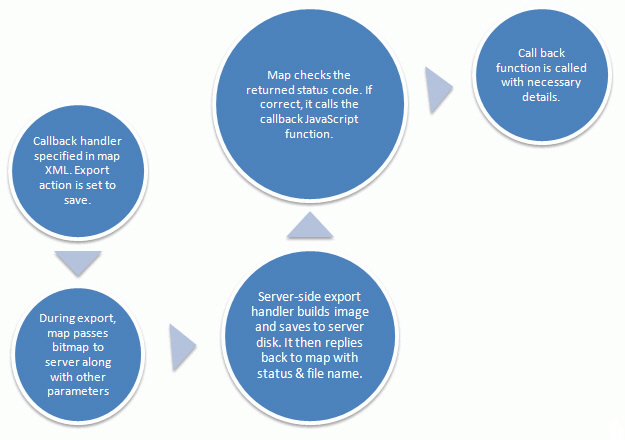 Callback handler
specified in map
XML. Export
action is set to
save.
During export,
map passes
bitmap to
server along
with other
parameters
Server-side export
handler builds image
and saves to server
disk. It then replies
back to map with
status & file name.
Map checks the
returned status code. If
correct, it calls the
callback JavaScript
function.
Call back
function is called
with necessary
details.